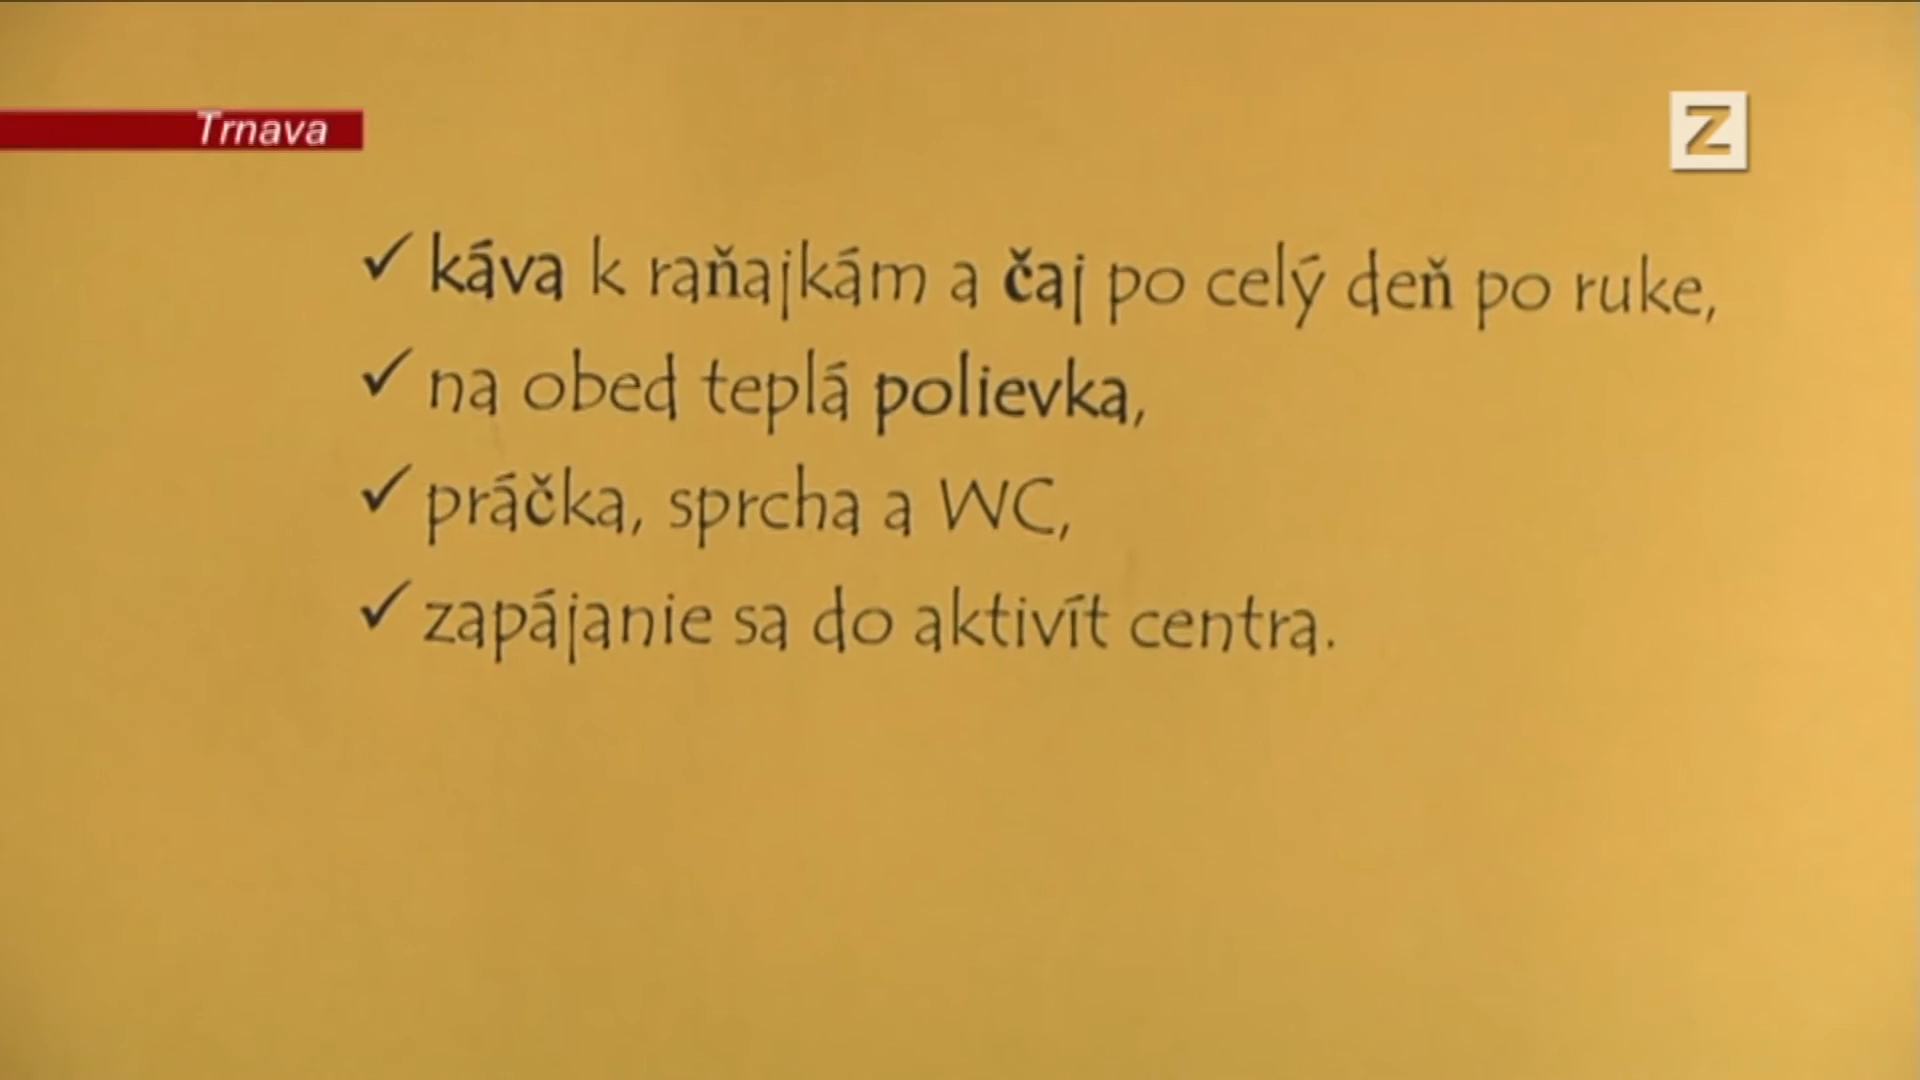 Trnava
Z
✓ káva k raňajkám a čaj po celý deň po ruke,
✓ na obed teplá polievka,
✓ práčka, sprcha a WC,
✓ zapájanie sa do aktivít centra.